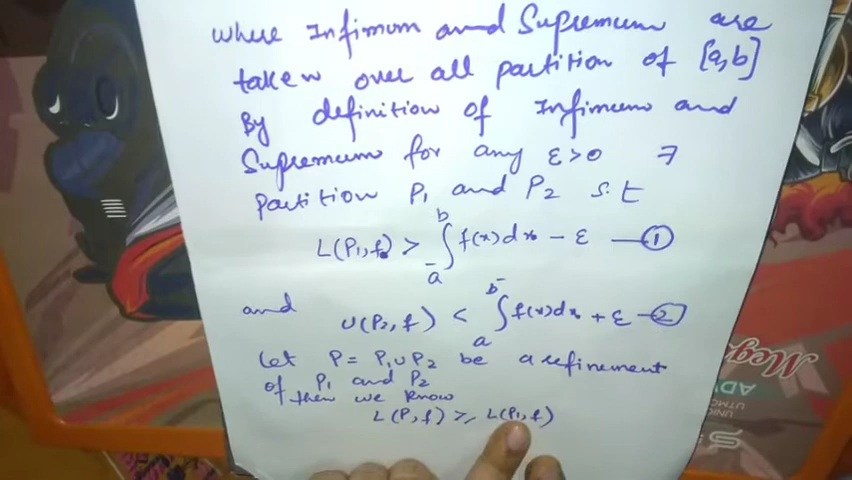 where Infimum and Supremum are
taken over all partition of [a,b]
By definition of Infimum and
Supremum for any ε>0 ∃
partition P₁ and P₂ s.t
b
L(P₁,f) > ∫ f(x)dx - ε —①
a
and
b
U(P₂,f) < ∫ f(x)dx + ε —②
a
Let P = P₁∪P₂ be a refinement
of P₁ and P₂
then we know
L(P,f) ≥ L(P₁,f)
Mega